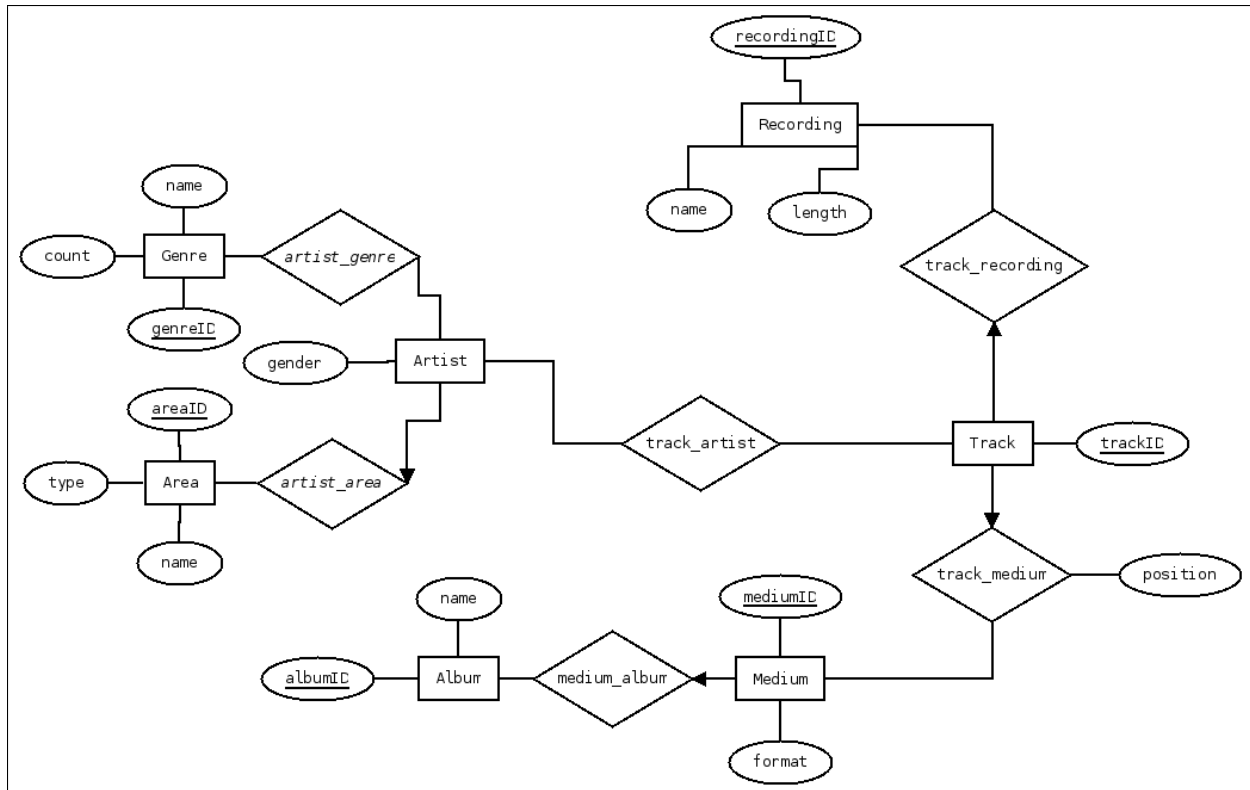 recordingID
Recording
name
length
name
count
Genre
artist_genre
track_recording
genreID
gender
Artist
areaID
track_artist
Track
trackID
type
Area
artist_area
name
track_medium
position
name
mediumID
albumID
Album
medium_album
Medium
format